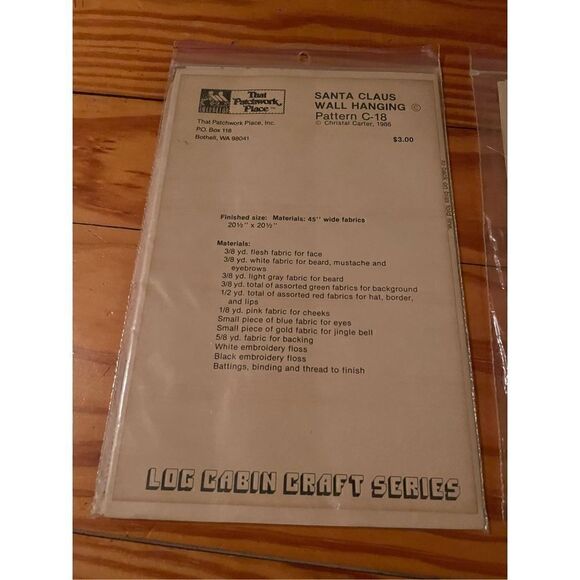 That
Patchwork
Place
That Patchwork Place, Inc.
P.O. Box 118
Bothell, WA 98041
SANTA CLAUS
WALL HANGING ©
Pattern C-18
© Christal Carter, 1986
$3.00
Finished size: Materials: 45" wide fabrics
20½" x 20½"
Materials:
3/8 yd. flesh fabric for face
3/8 yd. white fabric for beard, mustache and
eyebrows
3/8 yd. light gray fabric for beard
3/8 yd. total of assorted green fabrics for background
1/2 yd. total of assorted red fabrics for hat, border,
and lips
1/8 yd. pink fabric for cheeks
Small piece of blue fabric for eyes
Small piece of gold fabric for jingle bell
5/8 yd. fabric for backing
White embroidery floss
Black embroidery floss
Battings, binding and thread to finish
LOG CABIN CRAFT SERIES